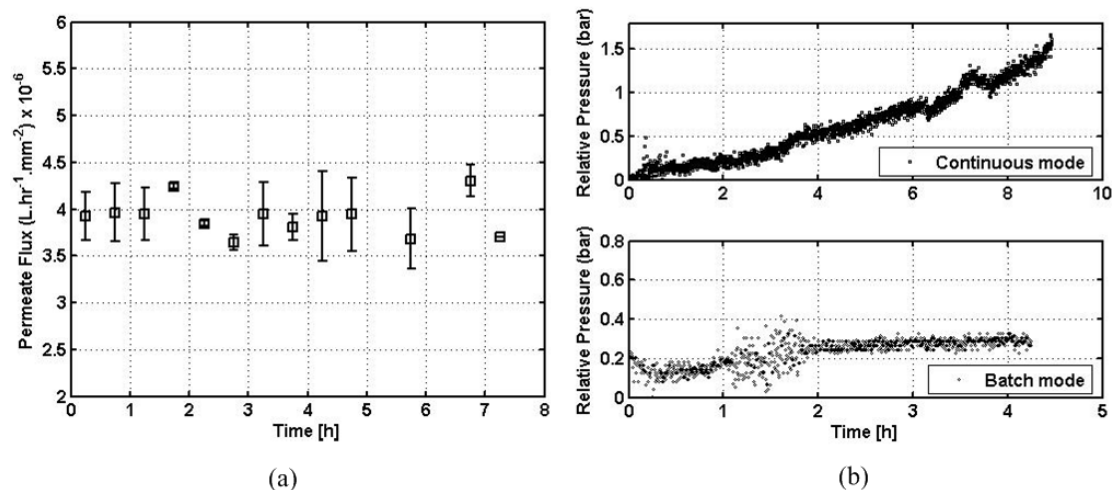 6
5.5
5
4.5
4
3.5
3
2.5
2
Permeate Flux (L.hr⁻¹.mm⁻²) x 10⁻⁶
0 1 2 3 4 5 6 7 8
Time [h]
(a)
Relative Pressure (bar)
1.5
1
0.5
0
Continuous mode
0 2 4 6 8 10
Relative Pressure (bar)
0.8
0.6
0.4
0.2
0
Batch mode
0 1 2 3 4 5
Time [h]
(b)